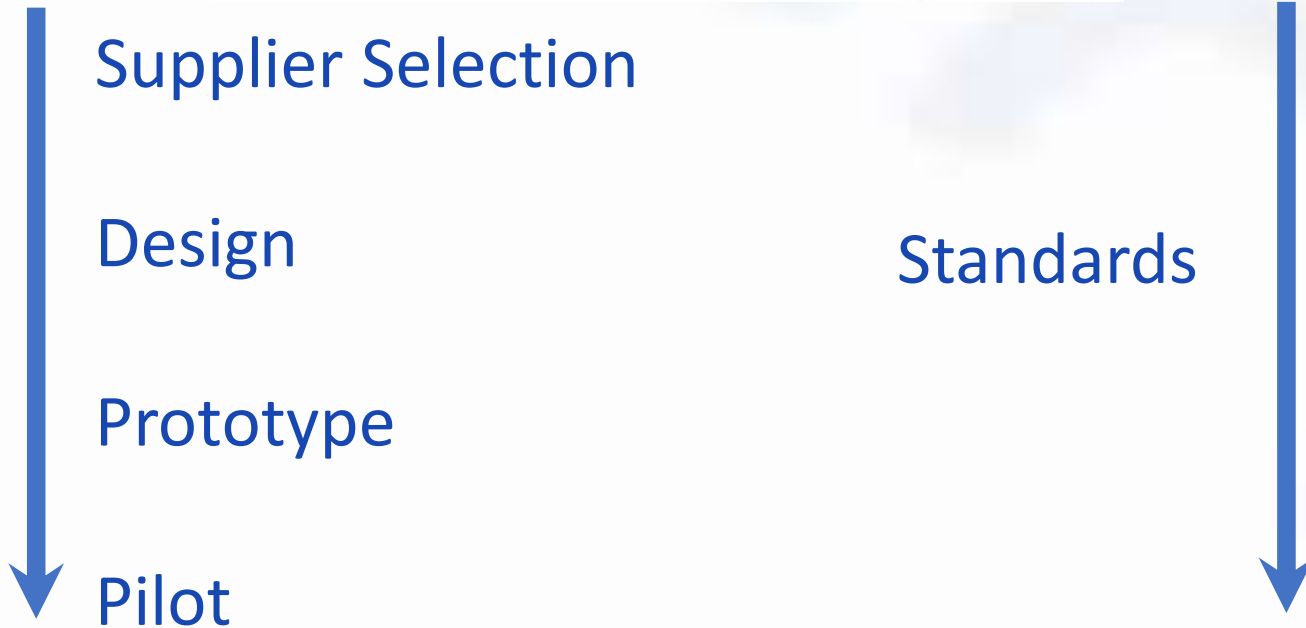 Supplier Selection
Design
Standards
Prototype
Pilot